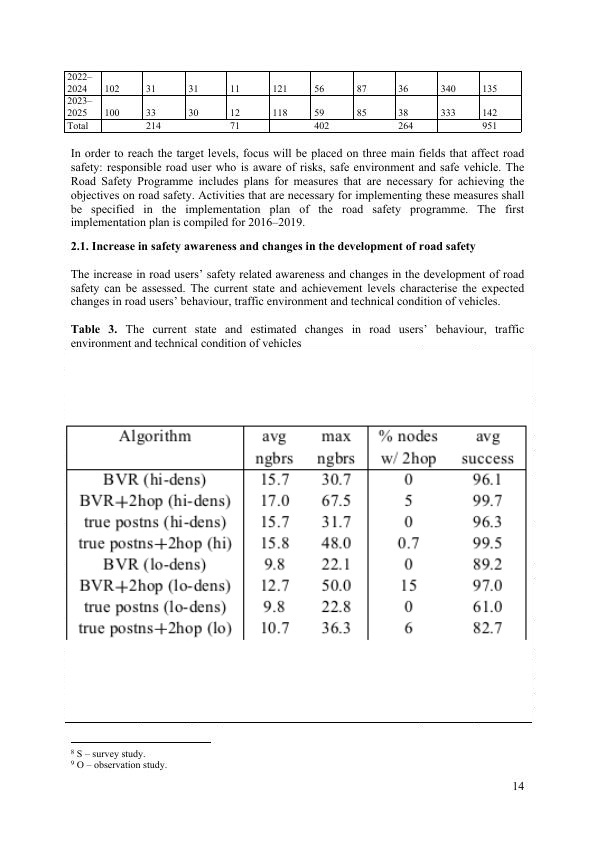 2022–
2024 102 31 31 11 121 56 87 36 340 135
2023–
2025 100 33 30 12 118 59 85 38 333 142
Total 214 71 402 264 951
In order to reach the target levels, focus will be placed on three main fields that affect road
safety: responsible road user who is aware of risks, safe environment and safe vehicle. The
Road Safety Programme includes plans for measures that are necessary for achieving the
objectives on road safety. Activities that are necessary for implementing these measures shall
be specified in the implementation plan of the road safety programme. The first
implementation plan is compiled for 2016–2019.
2.1. Increase in safety awareness and changes in the development of road safety
The increase in road users’ safety related awareness and changes in the development of road
safety can be assessed. The current state and achievement levels characterise the expected
changes in road users’ behaviour, traffic environment and technical condition of vehicles.
Table 3. The current state and estimated changes in road users’ behaviour, traffic
environment and technical condition of vehicles
Algorithm avg max % nodes avg
ngbrs ngbrs w/ 2hop success
BVR (hi-dens) 15.7 30.7 0 96.1
BVR+2hop (hi-dens) 17.0 67.5 5 99.7
true postns (hi-dens) 15.7 31.7 0 96.3
true postns+2hop (hi) 15.8 48.0 0.7 99.5
BVR (lo-dens) 9.8 22.1 0 89.2
BVR+2hop (lo-dens) 12.7 50.0 15 97.0
true postns (lo-dens) 9.8 22.8 0 61.0
true postns+2hop (lo) 10.7 36.3 6 82.7
8 S – survey study.
9 O – observation study.
14